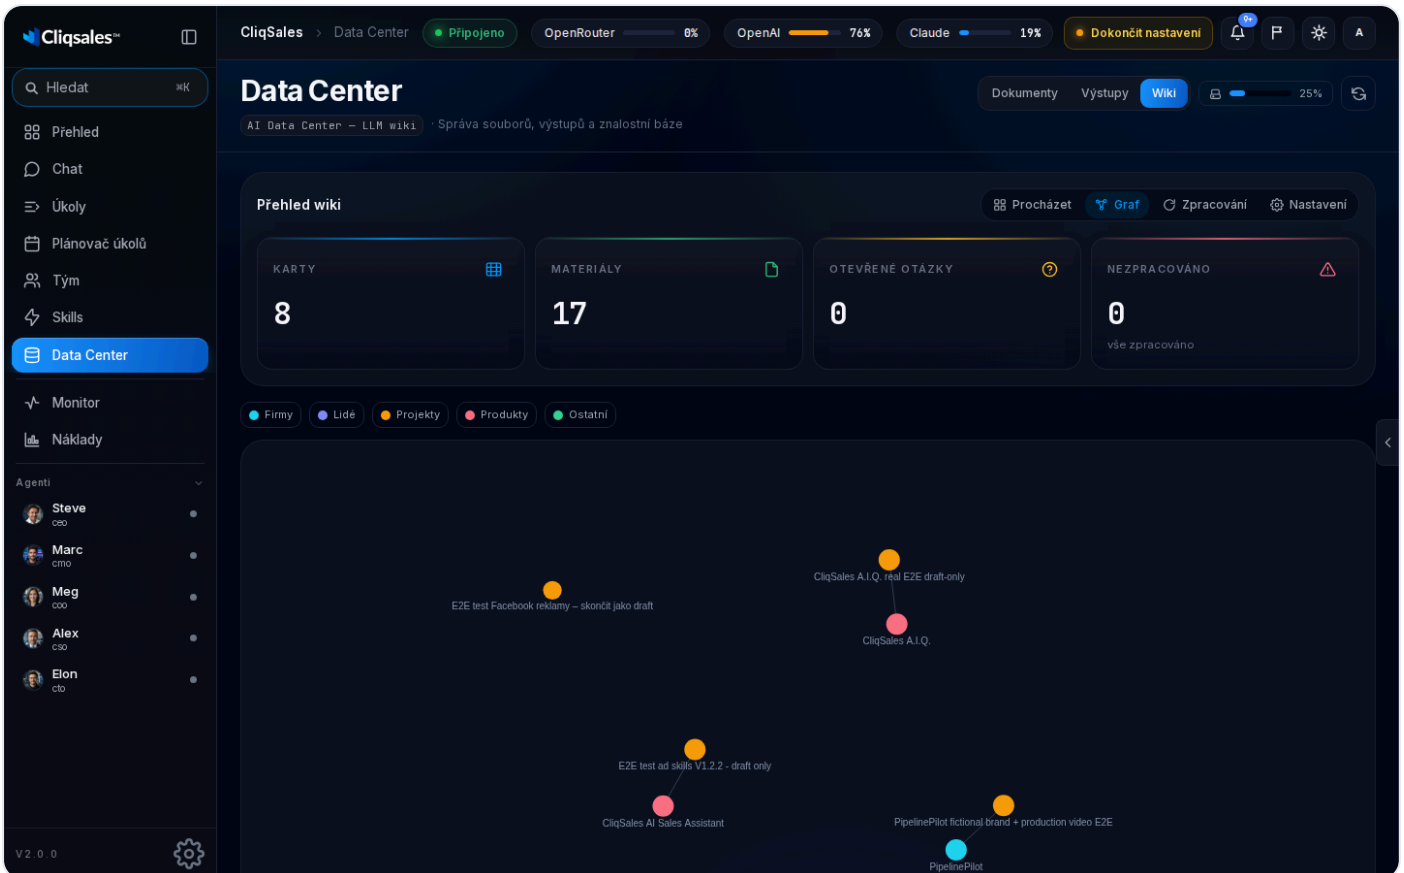 Cliqsales™
Hledat ⌘K
Přehled
Chat
Úkoly
Plánovač úkolů
Tým
Skills
Data Center
Monitor
Náklady
Agenti
Steve
ceo
Marc
cmo
Meg
coo
Alex
cso
Elon
cto
V2.0.0
CliqSales › Data Center
Připojeno
OpenRouter 0%
OpenAI 76%
Claude 19%
Dokončit nastavení
9+
A
Data Center
AI Data Center — LLM wiki · Správa souborů, výstupů a znalostní báze
Dokumenty Výstupy Wiki
25%
Přehled wiki
Procházet Graf Zpracování Nastavení
KARTY
8
MATERIÁLY
17
OTEVŘENÉ OTÁZKY
0
NEZPRACOVÁNO
0
vše zpracováno
Firmy Lidé Projekty Produkty Ostatní
CliqSales A.I.Q. real E2E draft-only
E2E test Facebook reklamy – skončit jako draft
CliqSales A.I.Q.
E2E test ad skills V1.2.2 - draft only
CliqSales AI Sales Assistant
PipelinePilot fictional brand + production video E2E
PipelinePilot